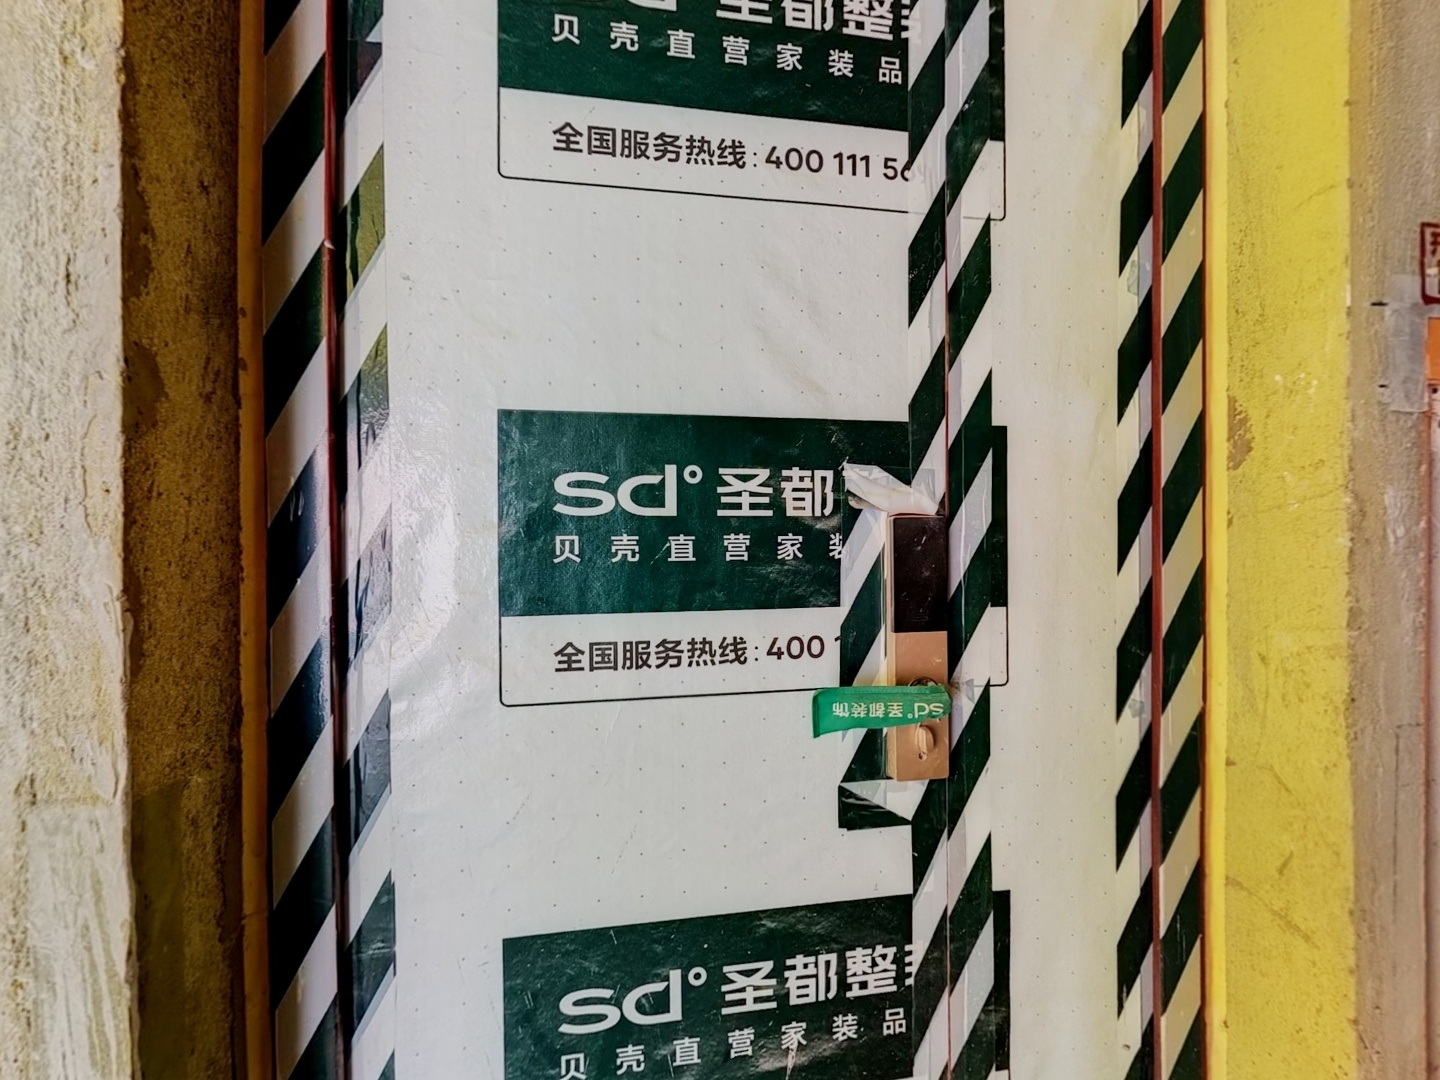 圣都整
贝壳直营家装品
全国服务热线:400 111 56
sd°圣都
贝壳直营家装
全国服务热线:400 1
sd°圣都装饰
sd°圣都整
贝壳直营家装品